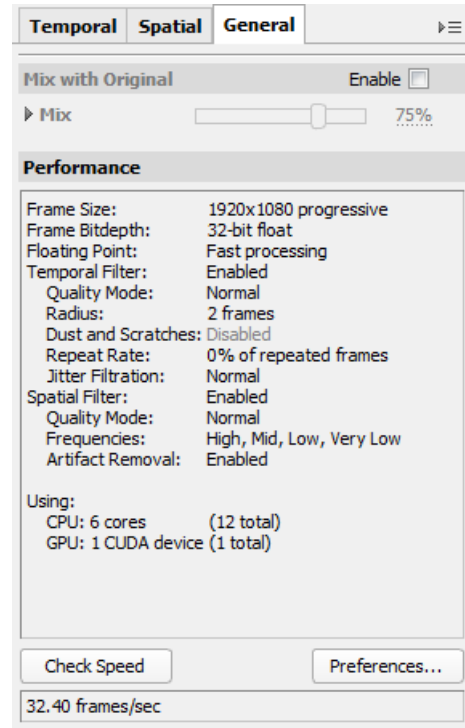 Temporal Spatial General
Mix with Original Enable
Mix 75%
Performance
Frame Size: 1920x1080 progressive
Frame Bitdepth: 32-bit float
Floating Point: Fast processing
Temporal Filter: Enabled
Quality Mode: Normal
Radius: 2 frames
Dust and Scratches: Disabled
Repeat Rate: 0% of repeated frames
Jitter Filtration: Normal
Spatial Filter: Enabled
Quality Mode: Normal
Frequencies: High, Mid, Low, Very Low
Artifact Removal: Enabled
Using:
CPU: 6 cores (12 total)
GPU: 1 CUDA device (1 total)
Check Speed Preferences...
32.40 frames/sec